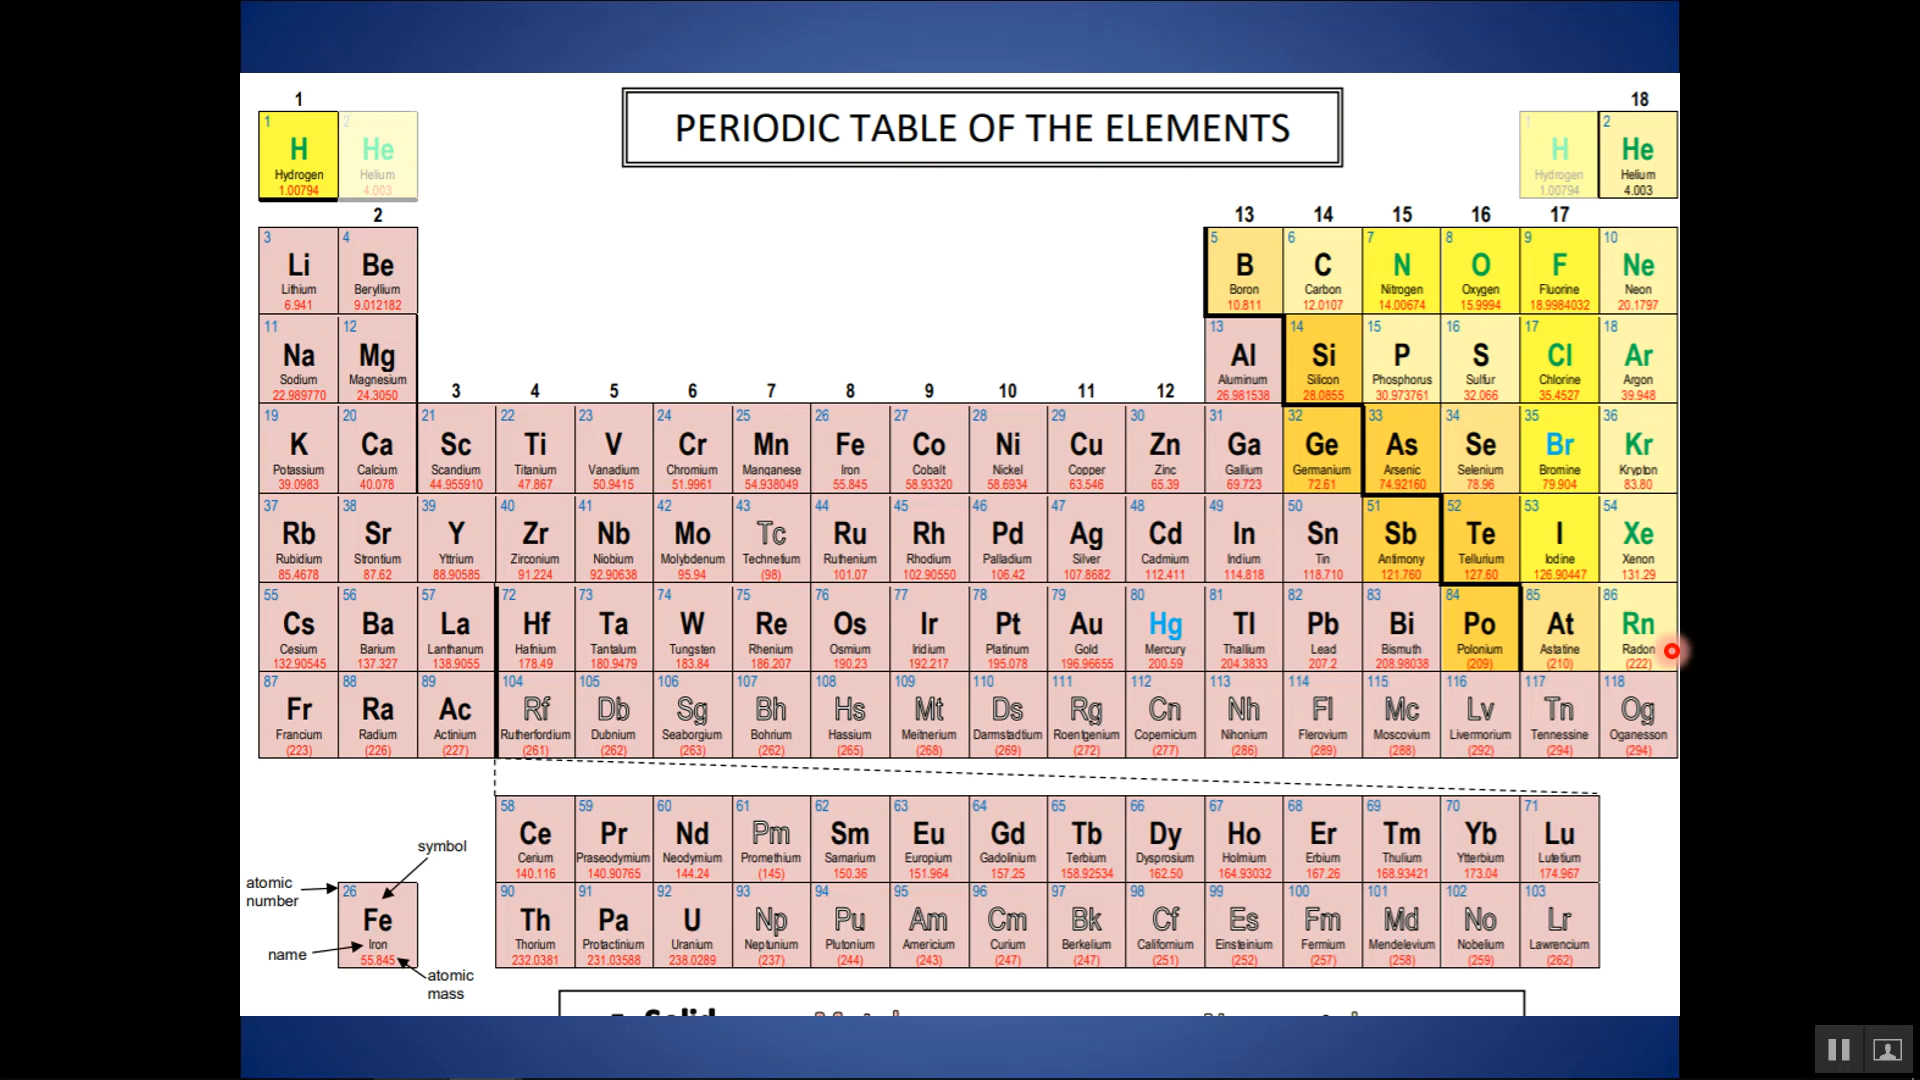 1
18
PERIODIC TABLE OF THE ELEMENTS
1 2 1 2
H He H He
Hydrogen Helium Hydrogen Helium
1.00794 4.003 1.00794 4.003
2 13 14 15 16 17
3 4 5 6 7 8 9 10
Li Be B C N O F Ne
Lithium Beryllium Boron Carbon Nitrogen Oxygen Fluorine Neon
6.941 9.012182 10.811 12.0107 14.00674 15.9994 18.9984032 20.1797
11 12 13 14 15 16 17 18
Na Mg Al Si P S Cl Ar
Sodium Magnesium Aluminum Silicon Phosphorus Sulfur Chlorine Argon
22.989770 24.3050 26.981538 28.0855 30.973761 32.066 35.4527 39.948
3 4 5 6 7 8 9 10 11 12
19 20 21 22 23 24 25 26 27 28 29 30 31 32 33 34 35 36
K Ca Sc Ti V Cr Mn Fe Co Ni Cu Zn Ga Ge As Se Br Kr
Potassium Calcium Scandium Titanium Vanadium Chromium Manganese Iron Cobalt Nickel Copper Zinc Gallium Germanium Arsenic Selenium Bromine Krypton
39.0983 40.078 44.955910 47.867 50.9415 51.9961 54.938049 55.845 58.93320 58.6934 63.546 65.39 69.723 72.61 74.92160 78.96 79.904 83.80
37 38 39 40 41 42 43 44 45 46 47 48 49 50 51 52 53 54
Rb Sr Y Zr Nb Mo Tc Ru Rh Pd Ag Cd In Sn Sb Te I Xe
Rubidium Strontium Yttrium Zirconium Niobium Molybdenum Technetium Ruthenium Rhodium Palladium Silver Cadmium Indium Tin Antimony Tellurium Iodine Xenon
85.4678 87.62 88.90585 91.224 92.90638 95.94 (98) 101.07 102.90550 106.42 107.8682 112.411 114.818 118.710 121.760 127.60 126.90447 131.29
55 56 57 72 73 74 75 76 77 78 79 80 81 82 83 84 85 86
Cs Ba La Hf Ta W Re Os Ir Pt Au Hg Tl Pb Bi Po At Rn
Cesium Barium Lanthanum Hafnium Tantalum Tungsten Rhenium Osmium Iridium Platinum Gold Mercury Thallium Lead Bismuth Polonium Astatine Radon
132.90545 137.327 138.9055 178.49 180.9479 183.84 186.207 190.23 192.217 195.078 196.96655 200.59 204.3833 207.2 208.98038 (209) (210) (222)
87 88 89 104 105 106 107 108 109 110 111 112 113 114 115 116 117 118
Fr Ra Ac Rf Db Sg Bh Hs Mt Ds Rg Cn Nh Fl Mc Lv Tn Og
Francium Radium Actinium Rutherfordium Dubnium Seaborgium Bohrium Hassium Meitnerium Darmstadtium Roentgenium Copernicium Nihonium Flerovium Moscovium Livermorium Tennessine Oganesson
(223) (226) (227) (261) (262) (263) (262) (265) (268) (269) (272) (277) (286) (289) (288) (292) (294) (294)
58 59 60 61 62 63 64 65 66 67 68 69 70 71
Ce Pr Nd Pm Sm Eu Gd Tb Dy Ho Er Tm Yb Lu
Cerium Praseodymium Neodymium Promethium Samarium Europium Gadolinium Terbium Dysprosium Holmium Erbium Thulium Ytterbium Lutetium
140.116 140.90765 144.24 (145) 150.36 151.964 157.25 158.92534 162.50 164.93032 167.26 168.93421 173.04 174.967
90 91 92 93 94 95 96 97 98 99 100 101 102 103
Th Pa U Np Pu Am Cm Bk Cf Es Fm Md No Lr
Thorium Protactinium Uranium Neptunium Plutonium Americium Curium Berkelium Californium Einsteinium Fermium Mendelevium Nobelium Lawrencium
232.0381 231.03588 238.0289 (237) (244) (243) (247) (247) (251) (252) (257) (258) (259) (262)
symbol
atomic
number
26
Fe
Iron
55.845
name
atomic
mass
Solid